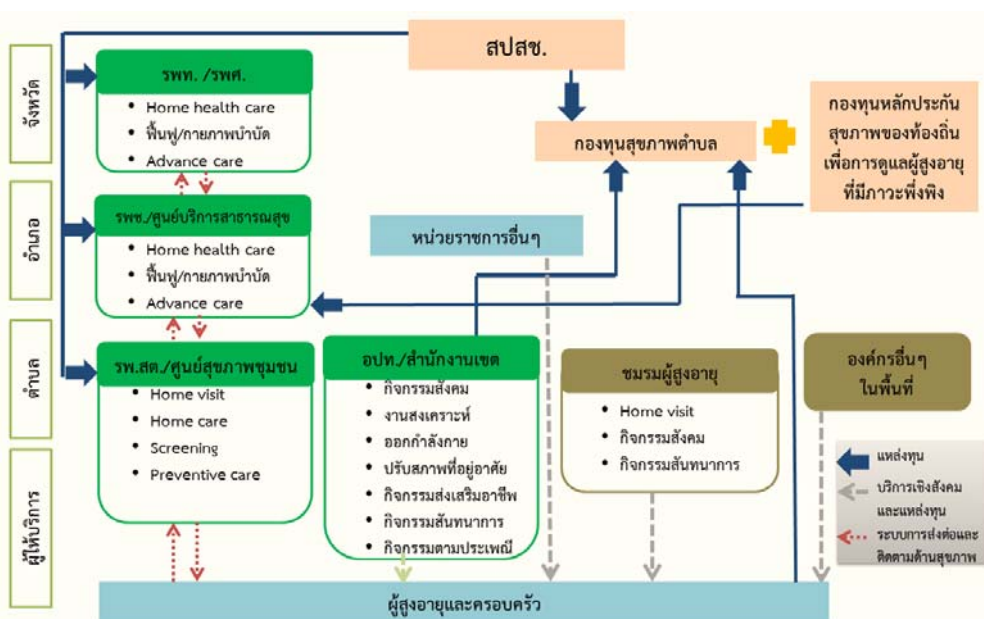 สปสช.
จังหวัด
รพท. /รพศ.
• Home health care
• ฟื้นฟู/กายภาพบำบัด
• Advance care
กองทุนสุขภาพตำบล
กองทุนหลักประกัน
สุขภาพของท้องถิ่น
เพื่อการดูแลผู้สูงอายุ
ที่มีภาวะพึ่งพิง
อำเภอ
รพช./ศูนย์บริการสาธารณสุข
• Home health care
• ฟื้นฟู/กายภาพบำบัด
• Advance care
หน่วยราชการอื่นๆ
ตำบล
รพ.สต./ศูนย์สุขภาพชุมชน
• Home visit
• Home care
• Screening
• Preventive care
อปท./สำนักงานเขต
• กิจกรรมสังคม
• งานสงเคราะห์
• ออกกำลังกาย
• ปรับสภาพที่อยู่อาศัย
• กิจกรรมส่งเสริมอาชีพ
• กิจกรรมสันทนาการ
• กิจกรรมตามประเพณี
ชมรมผู้สูงอายุ
• Home visit
• กิจกรรมสังคม
• กิจกรรมสันทนาการ
องค์กรอื่นๆ
ในพื้นที่
แหล่งทุน
บริการเชิงสังคม
และแหล่งทุน
ระบบการส่งต่อและ
ติดตามด้านสุขภาพ
ผู้ให้บริการ
ผู้สูงอายุและครอบครัว